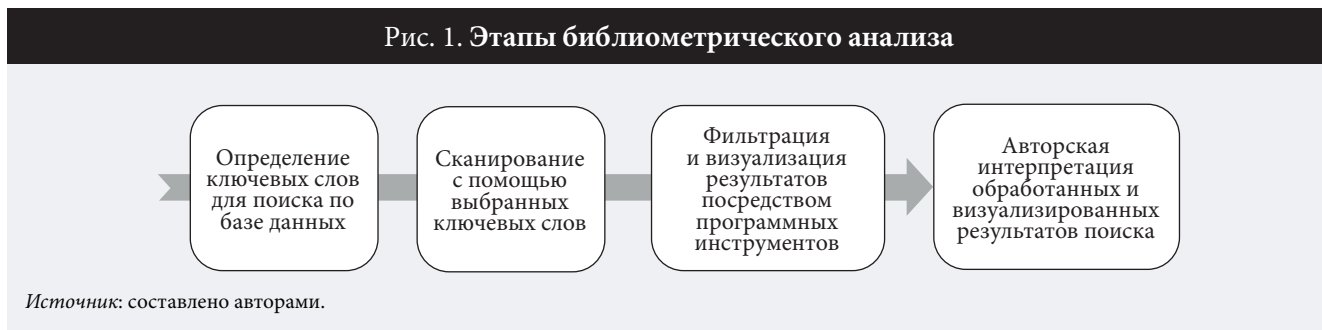 Рис. 1. Этапы библиометрического анализа
Определение
ключевых слов
для поиска по
базе данных
Сканирование
с помощью
выбранных
ключевых слов
Фильтрация
и визуализация
результатов
посредством
программных
инструментов
Авторская
интерпретация
обработанных и
визуализированных
результатов поиска
Источник: составлено авторами.